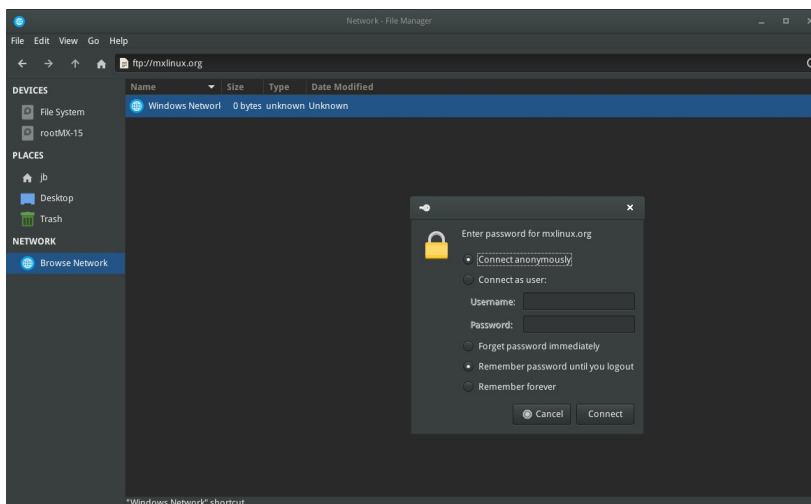 Network - File Manager
File Edit View Go Help
ftp://mxlinux.org
DEVICES
File System
rootMX-15
PLACES
jb
Desktop
Trash
NETWORK
Browse Network
Name Size Type Date Modified
Windows Networl 0 bytes unknown Unknown
Enter password for mxlinux.org
Connect anonymously
Connect as user:
Username:
Password:
Forget password immediately
Remember password until you logout
Remember forever
Cancel Connect
"Windows Network" shortcut